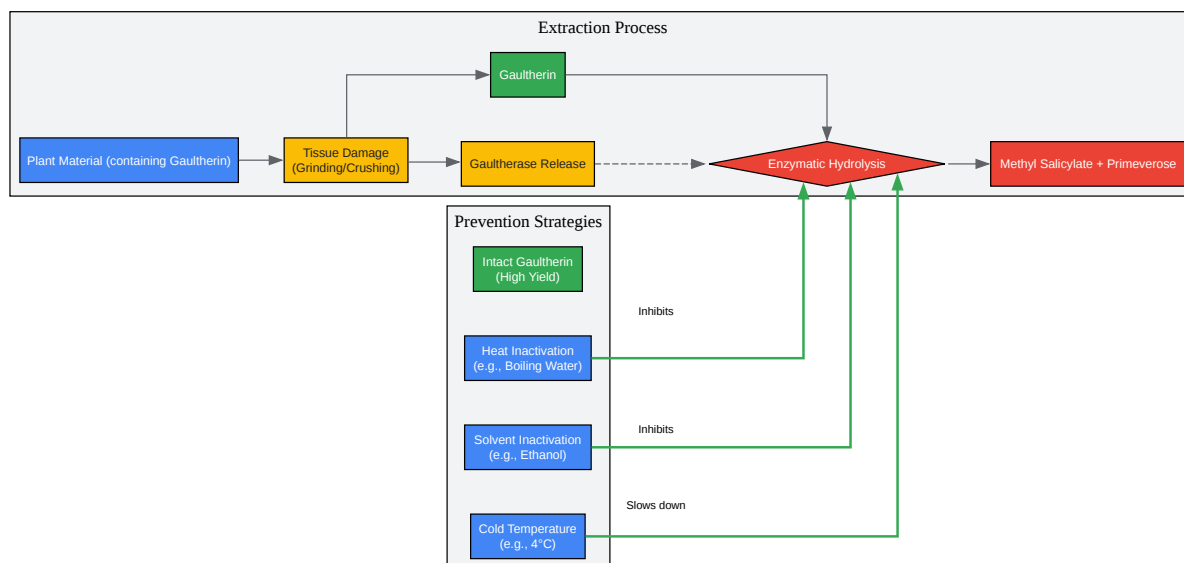 Extraction Process
Gaultherin
Plant Material (containing Gaultherin)
Tissue Damage
(Grinding/Crushing)
Gaultherase Release
Enzymatic Hydrolysis
Methyl Salicylate + Primeverose
Prevention Strategies
Intact Gaultherin
(High Yield)
Inhibits
Heat Inactivation
(e.g., Boiling Water)
Inhibits
Solvent Inactivation
(e.g., Ethanol)
Slows down
Cold Temperature
(e.g., 4°C)